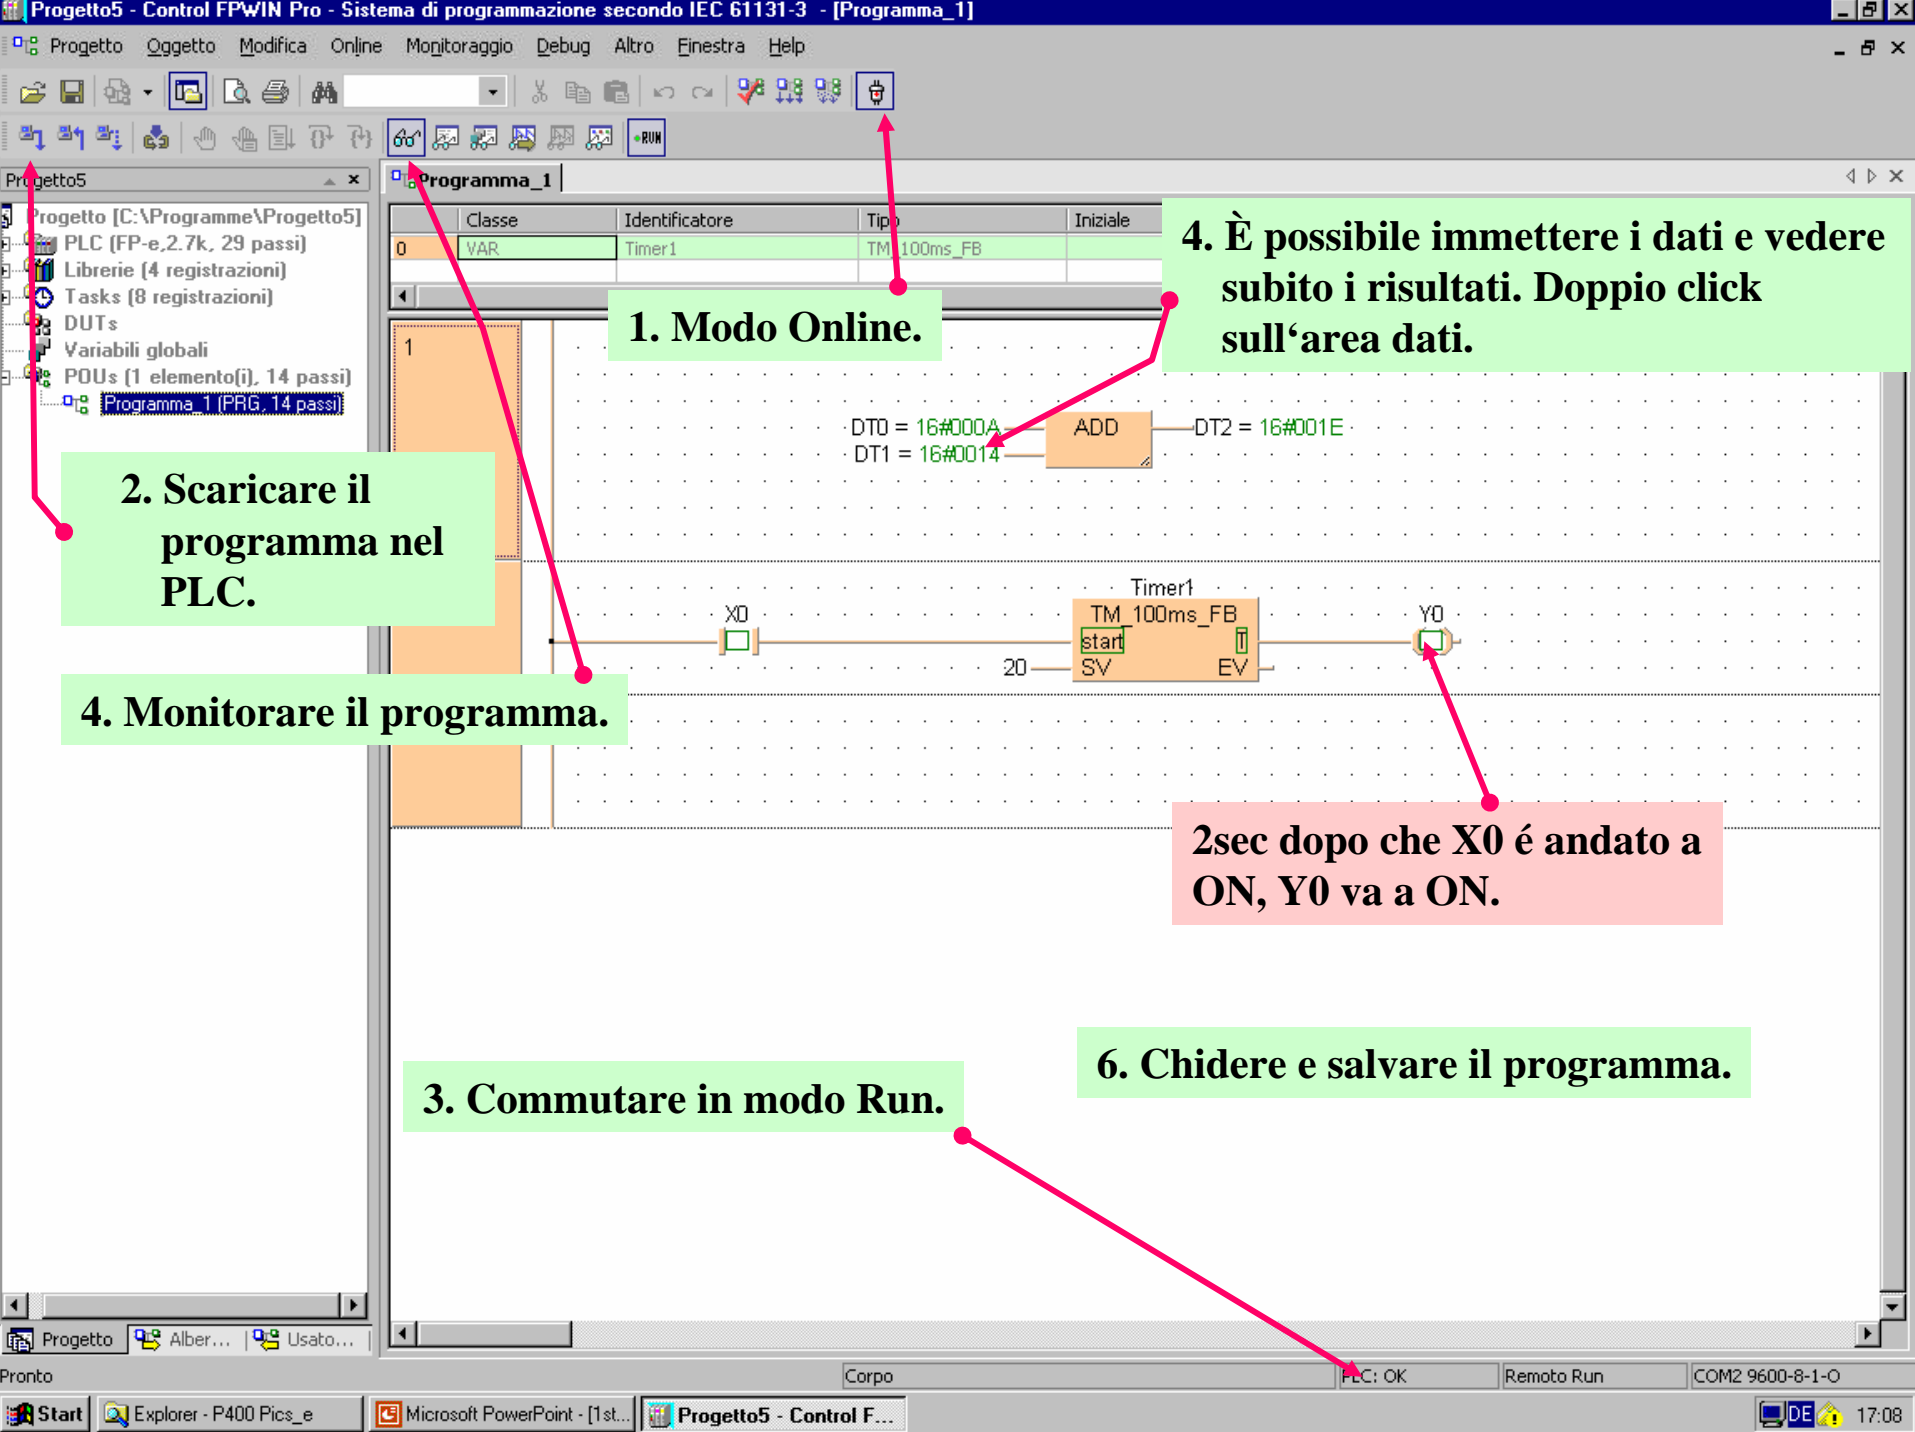 Progetto5 - Control FPWIN Pro - Sistema di programmazione secondo IEC 61131-3 - [Programma_1]
Progetto Oggetto Modifica Online Monitoraggio Debug Altro Finestra Help
RUN
Progetto5
Programma_1
Progetto [C:\Programme\Progetto5]
PLC (FP-e,2.7k, 29 passi)
Librerie (4 registrazioni)
Tasks (8 registrazioni)
DUTs
Variabili globali
POUs (1 elemento(i), 14 passi)
Programma_1 (PRG, 14 passi)
Classe Identificatore Tipo Iniziale
0 VAR Timer1 TM_100ms_FB
4. È possibile immettere i dati e vedere
subito i risultati. Doppio click
sull‘area dati.
1. Modo Online.
1
DT0 = 16#000A ADD DT2 = 16#001E
DT1 = 16#0014
2. Scaricare il
programma nel
PLC.
Timer1
X0 TM_100ms_FB Y0
start T
20 SV EV
4. Monitorare il programma.
2sec dopo che X0 é andato a
ON, Y0 va a ON.
6. Chidere e salvare il programma.
3. Commutare in modo Run.
Progetto Alber... Usato...
Pronto Corpo PLC: OK Remoto Run COM2 9600-8-1-O
Start Explorer - P400 Pics_e Microsoft PowerPoint - [1st... Progetto5 - Control F... DE 17:08